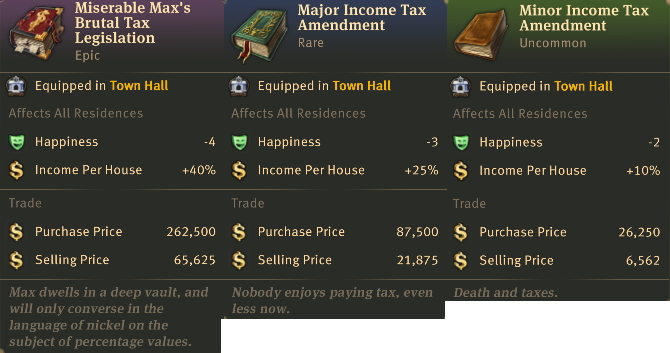 Miserable Max's
Brutal Tax
Legislation
Epic
Equipped in Town Hall
Affects All Residences
Happiness -4
Income Per House +40%
Trade
Purchase Price 262,500
Selling Price 65,625
Max dwells in a deep vault, and
will only converse in the
language of nickel on the
subject of percentage values.
Major Income Tax
Amendment
Rare
Equipped in Town Hall
Affects All Residences
Happiness -3
Income Per House +25%
Trade
Purchase Price 87,500
Selling Price 21,875
Nobody enjoys paying tax, even
less now.
Minor Income Tax
Amendment
Uncommon
Equipped in Town Hall
Affects All Residences
Happiness -2
Income Per House +10%
Trade
Purchase Price 26,250
Selling Price 6,562
Death and taxes.